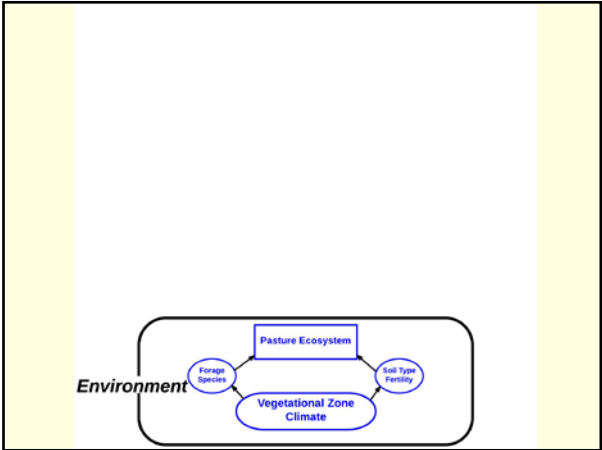 Pasture Ecosystem
Forage
Species
Soil Type
Fertility
Environment
Vegetational Zone
Climate